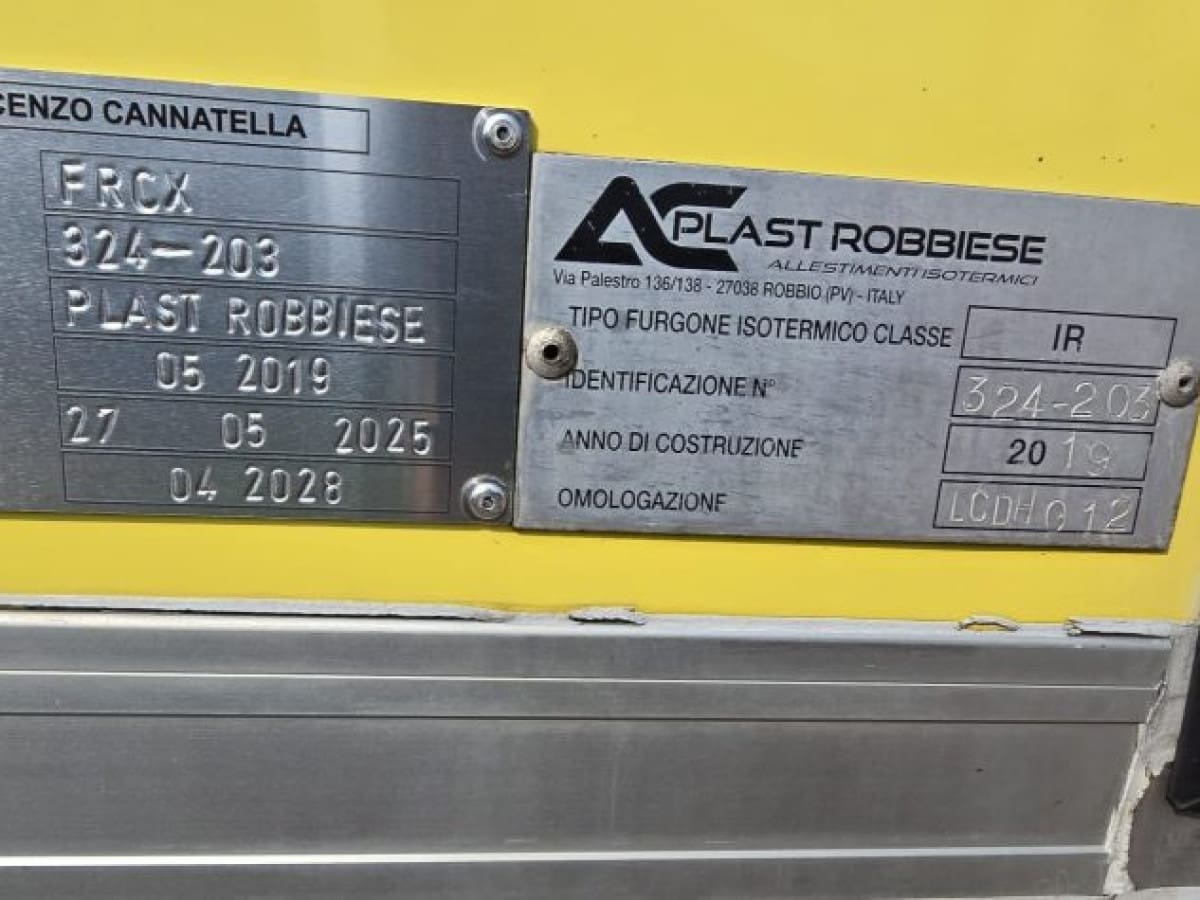 CENZO CANNATELLA
FRCX
324-203
PLAST ROBBIESE
05 2019
27 05 2025
04 2028
AC PLAST ROBBIESE
ALLESTIMENTI ISOTERMICI
Via Palestro 136/138 - 27038 ROBBIO (PV) - ITALY
TIPO FURGONE ISOTERMICO CLASSE IR
IDENTIFICAZIONE N° 324-203
ANNO DI COSTRUZIONE 2019
OMOLOGAZIONE LCDH012